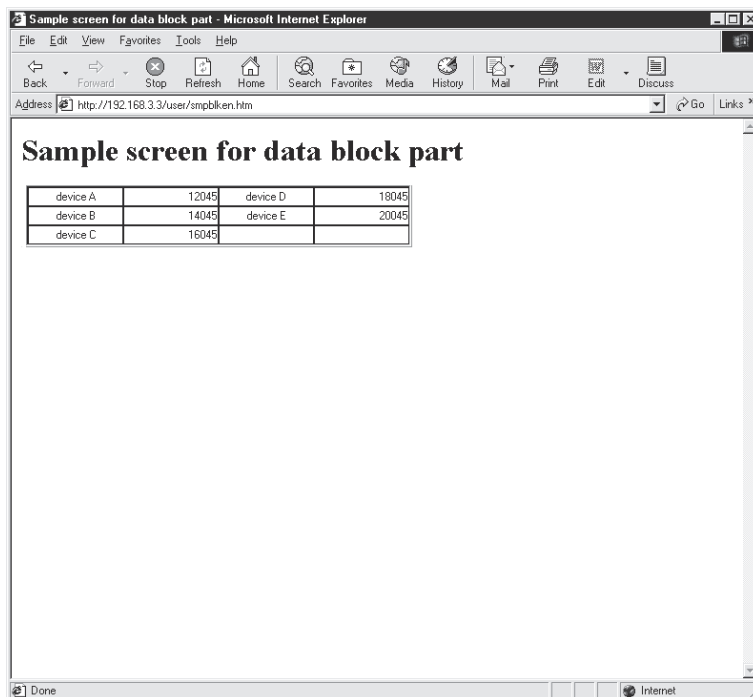 Sample screen for data block part - Microsoft Internet Explorer
File Edit View Favorites Tools Help
Back Forward Stop Refresh Home Search Favorites Media History Mail Print Edit Discuss
Address http://192.168.3.3/user/smpblken.htm Go Links »
Sample screen for data block part
device A 12045 device D 18045
device B 14045 device E 20045
device C 16045
Done Internet